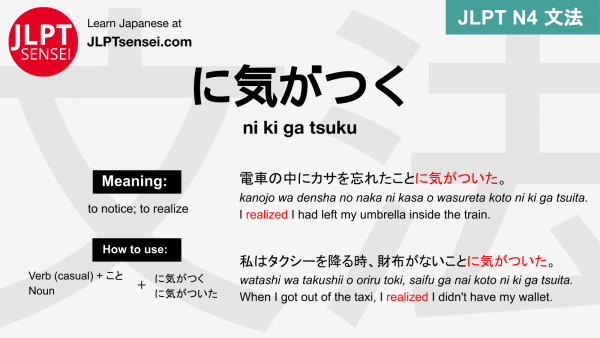 JLPT
SENSEI
Learn Japanese at
JLPTsensei.com
JLPT N4 文法
に気がつく
ni ki ga tsuku
Meaning:
to notice; to realize
How to use:
Verb (casual) + こと
Noun
+
に気がつく
に気がついた
電車の中にカサを忘れたことに気がついた。
kanojo wa densha no naka ni kasa o wasureta koto ni ki ga tsuita.
I realized I had left my umbrella inside the train.
私はタクシーを降る時、財布がないことに気がついた。
watashi wa takushii o oriru toki, saifu ga nai koto ni ki ga tsuita.
When I got out of the taxi, I realized I didn't have my wallet.
文法